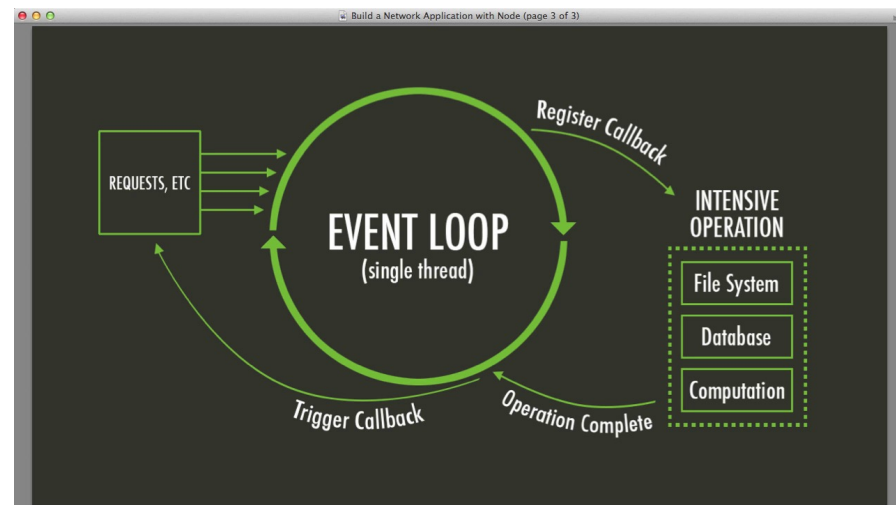 Build a Network Application with Node (page 3 of 3)
Register Callback
REQUESTS, ETC
INTENSIVE
OPERATION
EVENT LOOP
(single thread)
File System
Database
Computation
Trigger Callback
Operation Complete